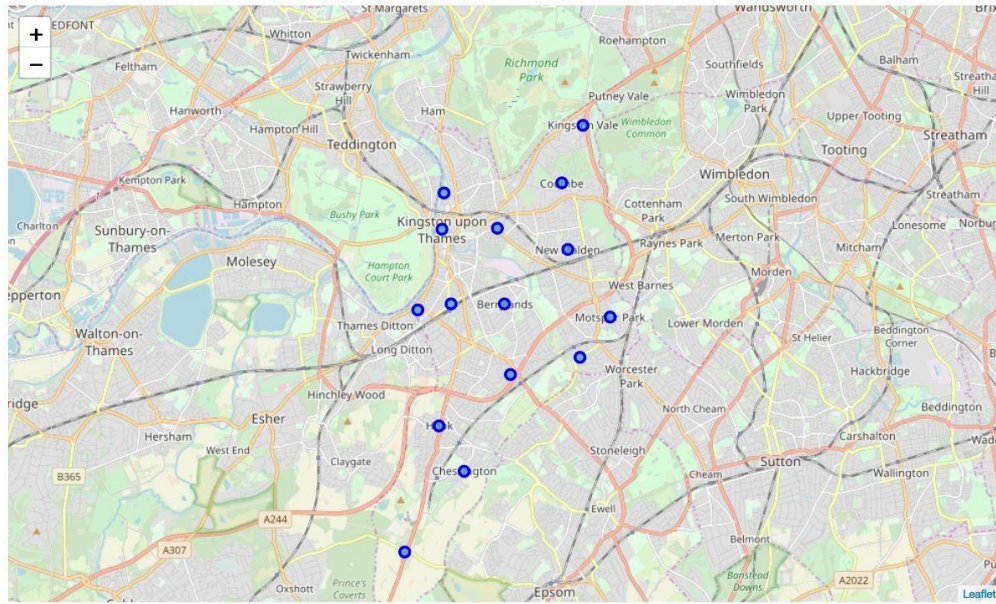 EDFONT
St Margarets
Wandsworth
Brix
+
−
Whitton
Twickenham
Roehampton
Feltham
Richmond
Park
Southfields
Balham
Streatha
Hill
Strawberry
Hill
Ham
Putney Vale
Wimbledon
Park
Hanworth
Upper Tooting
Hampton Hill
Kingston Vale
Wimbledon
Common
Streatham
Teddington
Tooting
Kempton Park
Coombe
Wimbledon
Hampton
Bushy Park
Cottenham
Park
South Wimbledon
Streatham
Charlton
Sunbury-on-
Thames
Kingston upon
Thames
Lonesome
Norbu
Raynes Park
Merton Park
Mitcham
New Malden
Molesey
Hampton
Court Park
Morden
epperton
West Barnes
Berrylands
Motspur Park
Thames Ditton
Lower Morden
Walton-on-
Thames
Beddington
Corner
St Helier
Long Ditton
Worcester
Park
Hackbridge
Hinchley Wood
ridge
North Cheam
Beddington
Esher
Hook
Hersham
Carshalton
West End
Stoneleigh
Claygate
Sutton
B365
Chessington
Cheam
Wallington
Ewell
A244
Belmont
A307
Oxshott
Prince's
Coverts
Epsom
Banstead
Downs
A2022
Leaflet